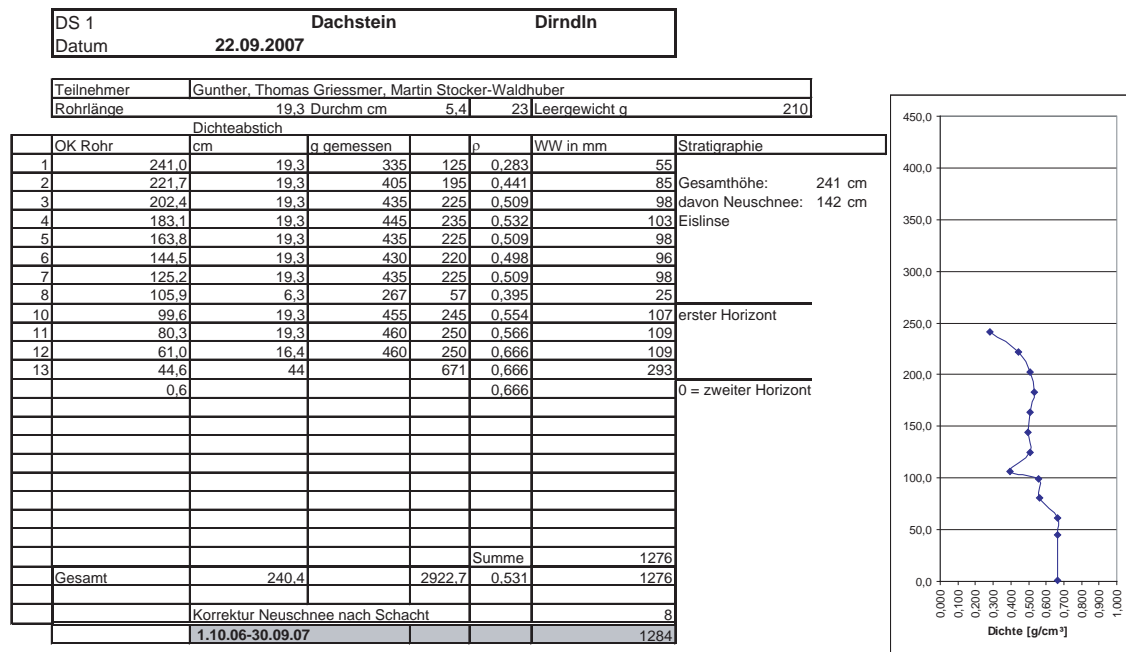 DS 1 Dachstein Dirndln
Datum 22.09.2007
Teilnehmer Gunther, Thomas Griessmer, Martin Stocker-Waldhuber
Rohrlänge 19,3 Durchm cm 5,4 23 Leergewicht g 210
Dichteabstich
OK Rohr cm g gemessen ρ WW in mm Stratigraphie
1 241,0 19,3 335 125 0,283 55
2 221,7 19,3 405 195 0,441 85 Gesamthöhe: 241 cm
3 202,4 19,3 435 225 0,509 98 davon Neuschnee: 142 cm
4 183,1 19,3 445 235 0,532 103 Eislinse
5 163,8 19,3 435 225 0,509 98
6 144,5 19,3 430 220 0,498 96
7 125,2 19,3 435 225 0,509 98
8 105,9 6,3 267 57 0,395 25
10 99,6 19,3 455 245 0,554 107 erster Horizont
11 80,3 19,3 460 250 0,566 109
12 61,0 16,4 460 250 0,666 109
13 44,6 44 671 0,666 293
0,6 0,666 0 = zweiter Horizont
Summe 1276
Gesamt 240,4 2922,7 0,531 1276
Korrektur Neuschnee nach Schacht 8
1.10.06-30.09.07 1284
450,0
400,0
350,0
300,0
250,0
200,0
150,0
100,0
50,0
0,0
0,000 0,100 0,200 0,300 0,400 0,500 0,600 0,700 0,800 0,900 1,000
Dichte [g/cm³]